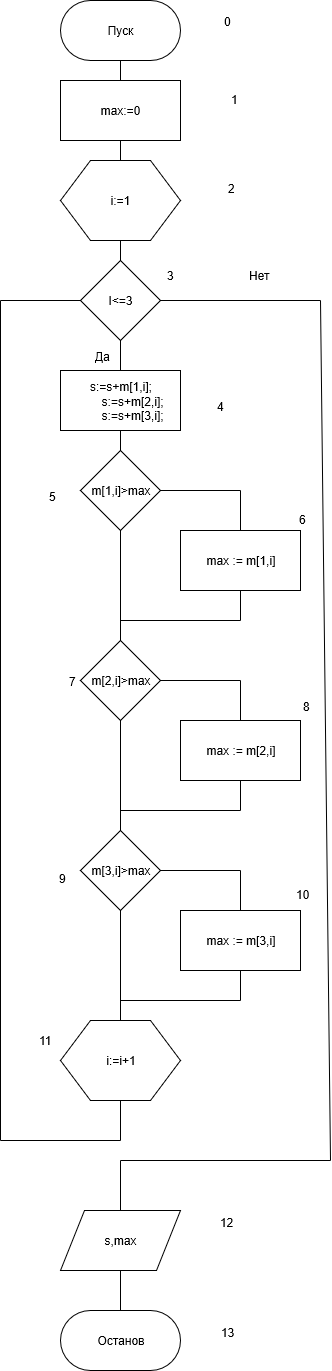 Пуск
0
max:=0
1
i:=1
2
3
Нет
I<=3
Да
s:=s+m[1,i];
s:=s+m[2,i];
s:=s+m[3,i];
4
m[1,i]>max
5
6
max := m[1,i]
7
m[2,i]>max
8
max := m[2,i]
m[3,i]>max
9
10
max := m[3,i]
11
i:=i+1
12
s,max
13
Останов